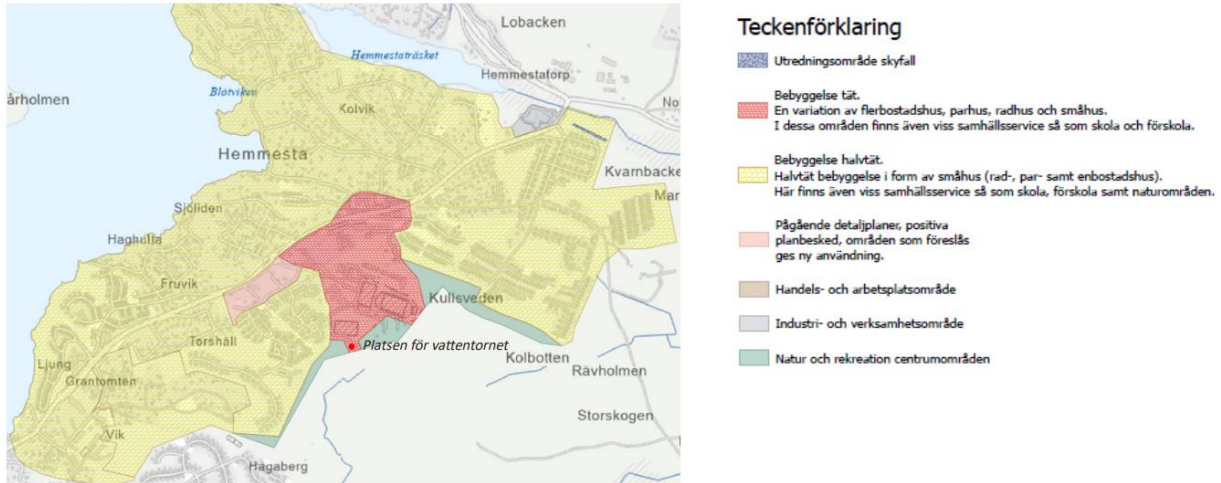 Lobacken
Hemmestaträsket
Hemmestatorp
Blötviken
årholmen
Kolvik
No
Hemmesta
Kvarnbacke
Mar
Sjöliden
Haghulta
Fruvik
Kullsveden
Torshäll
Platsen för vattentornet
Kolbotten
Ljung
Rävholmen
Grantomten
Storskogen
Vik
Hagaberg
Teckenförklaring
Utredningsområde skyfall
Bebyggelse tät.
En variation av flerbostadshus, parhus, radhus och småhus.
I dessa områden finns även viss samhällsservice så som skola och förskola.
Bebyggelse halvtät.
Halvtät bebyggelse i form av småhus (rad-, par- samt enbostadshus).
Här finns även viss samhällsservice så som skola, förskola samt naturområden.
Pågående detaljplaner, positiva
planbesked, områden som föreslås
ges ny användning.
Handels- och arbetsplatsområde
Industri- och verksamhetsområde
Natur och rekreation centrumområden